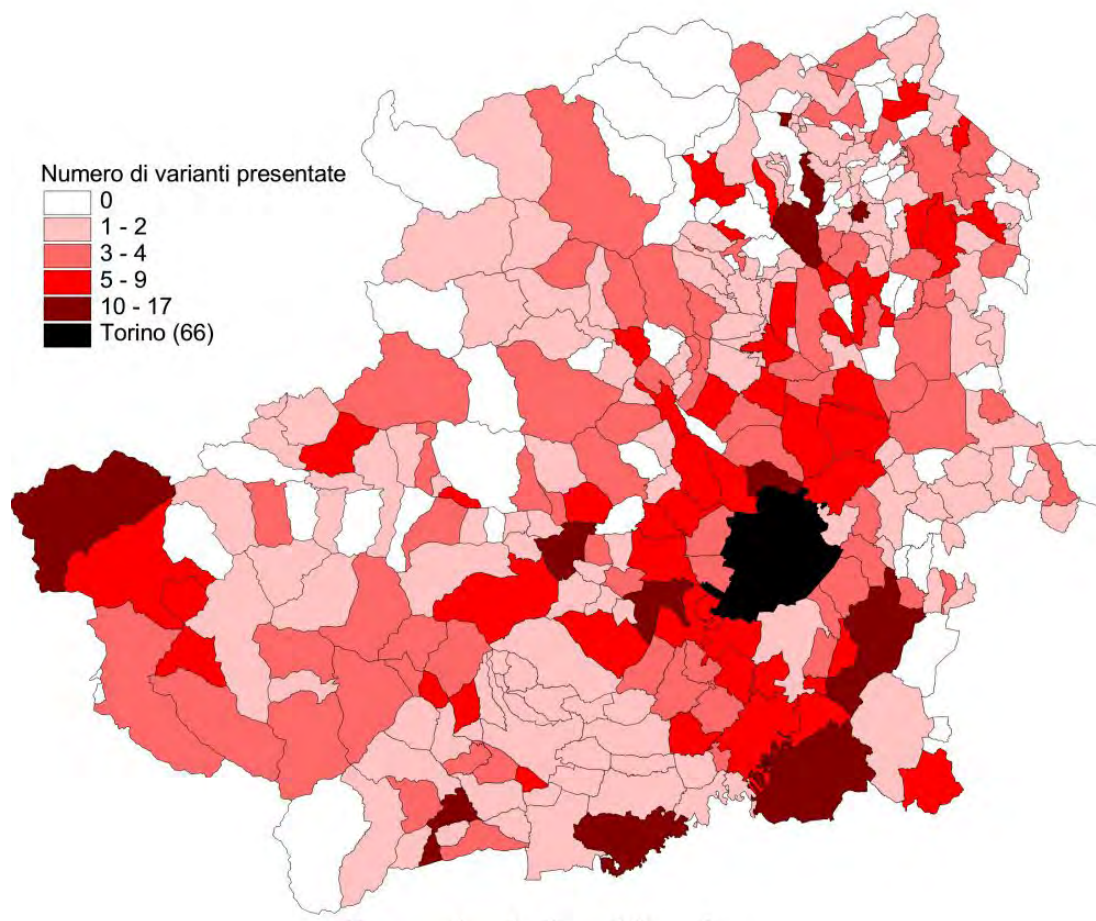 Numero di varianti presentate
0
1 - 2
3 - 4
5 - 9
10 - 17
Torino (66)